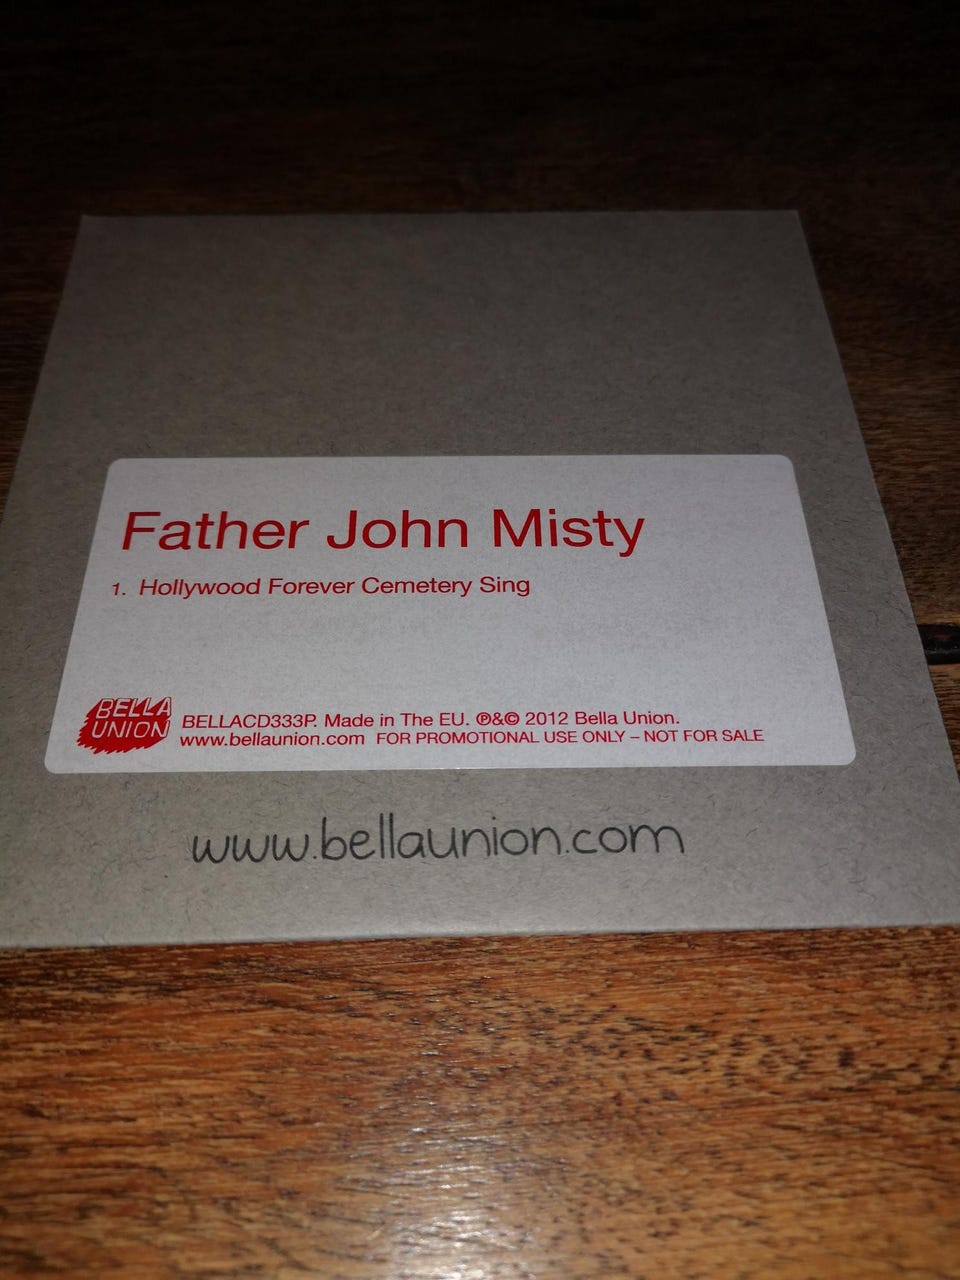 Father John Misty
1. Hollywood Forever Cemetery Sing
BELLA
UNION
BELLACD333P. Made in The EU. ℗&© 2012 Bella Union.
www.bellaunion.com FOR PROMOTIONAL USE ONLY – NOT FOR SALE
www.bellaunion.com